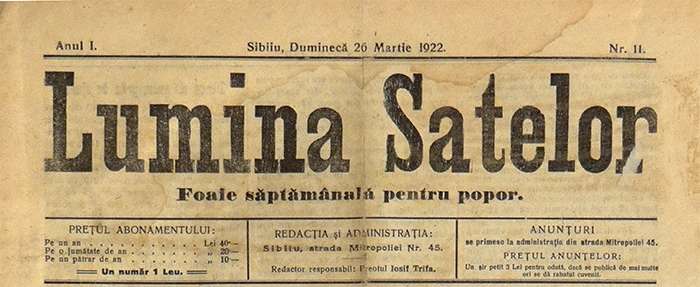 Anul I.
Sibiiu, Duminecă 26 Martie 1922.
Nr. 11.
Lumina Satelor
Foaie săptămânală pentru popor.
PREȚUL ABONAMENTULUI:
Pe un an . . . . . . . . . . Lei 40·—
Pe o jumătate de an . . . . . „ 20·—
Pe un pătrar de an . . . . . „ 10·—
Un număr 1 Leu.
REDACȚIA și ADMINISTRAȚIA:
Sibiiu, strada Mitropoliei Nr. 45.
Redactor responsabil: Preotul Iosif Trifa.
ANUNȚURI
se primesc la administrația din strada Mitropoliei 45.
PREȚUL ANUNȚELOR:
Un șir petit 3 Lei pentru odată, dacă se publică de mai multe
ori se dă rabatul cuvenit.